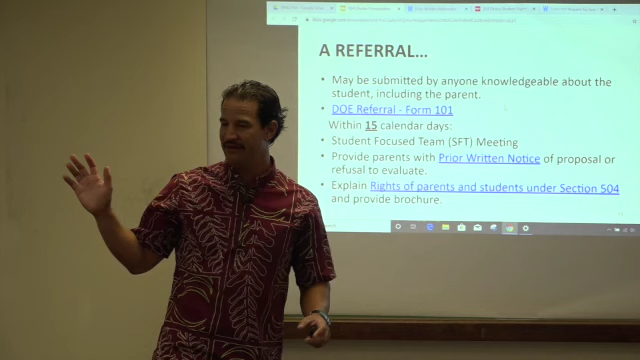 A REFERRAL...
• May be submitted by anyone knowledgeable about the
student, including the parent.
• DOE Referral - Form 101
Within 15 calendar days:
• Student Focused Team (SFT) Meeting
• Provide parents with Prior Written Notice of proposal or
refusal to evaluate.
• Explain Rights of parents and students under Section 504
and provide brochure.